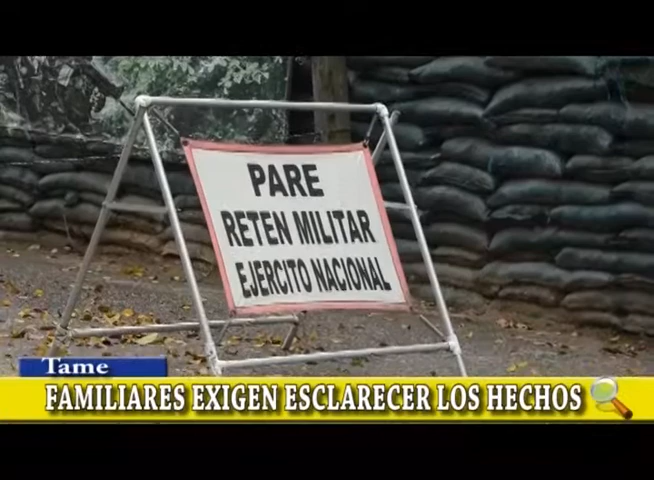 PARE
RETEN MILITAR
EJERCITO NACIONAL
Tame
FAMILIARES EXIGEN ESCLARECER LOS HECHOS